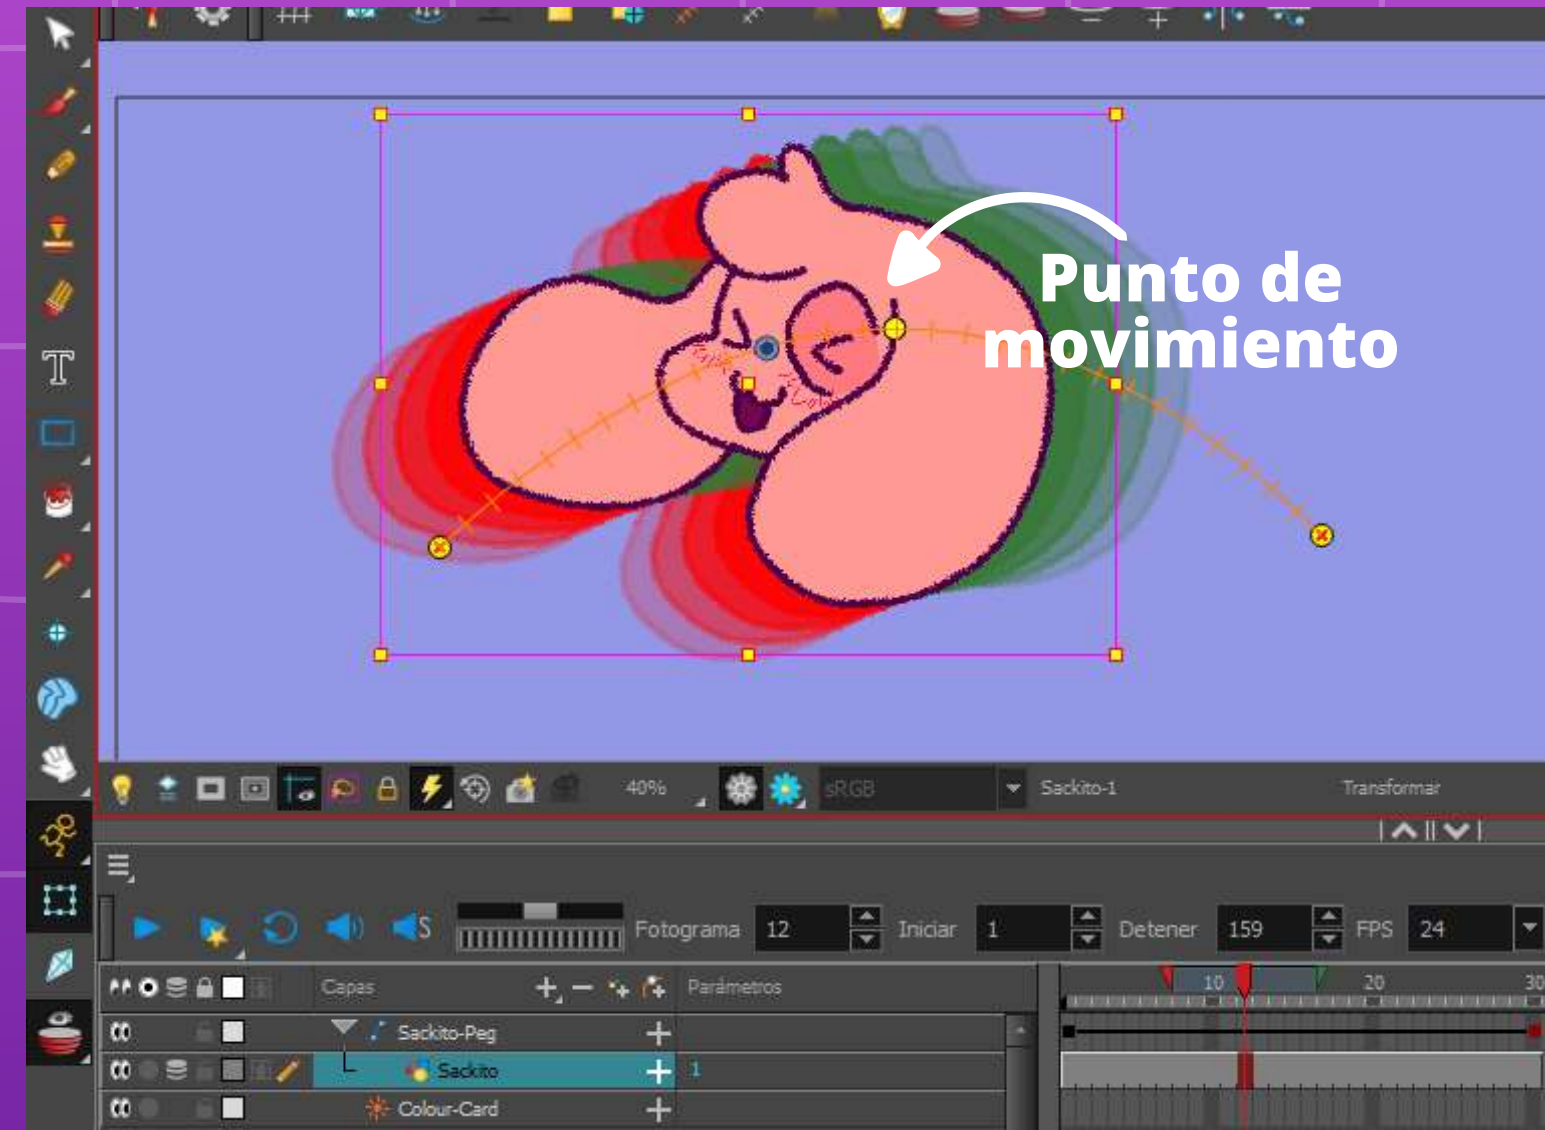 Punto de
movimiento
40%
sRGB
Sackito-1
Transformar
Fotograma 12 Iniciar 1 Detener 159 FPS 24
Capas Parámetros 10 20 30
Sackito-Peg
Sackito 1
Colour-Card